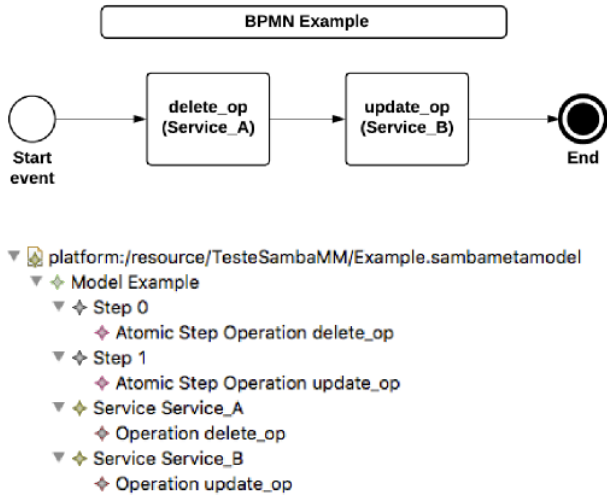 BPMN Example
delete_op
(Service_A)
update_op
(Service_B)
Start
event
End
platform:/resource/TesteSambaMM/Example.sambametamodel
Model Example
Step 0
Atomic Step Operation delete_op
Step 1
Atomic Step Operation update_op
Service Service_A
Operation delete_op
Service Service_B
Operation update_op